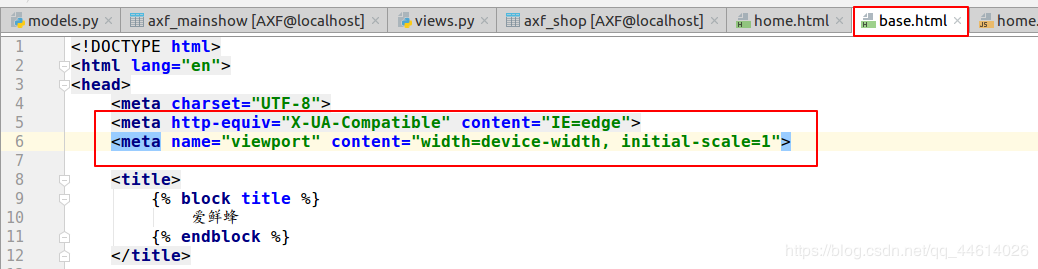 models.py × axf_mainshow [AXF@localhost] × views.py × axf_shop [AXF@localhost] × home.html × base.html × home.
1 <!DOCTYPE html>
2 <html lang="en">
3 <head>
4 <meta charset="UTF-8">
5 <meta http-equiv="X-UA-Compatible" content="IE=edge">
6 <meta name="viewport" content="width=device-width, initial-scale=1">
7
8 <title>
9 {% block title %}
10 爱鲜蜂
11 {% endblock %}
12 </title>
https://blog.csdn.net/qq_44614026